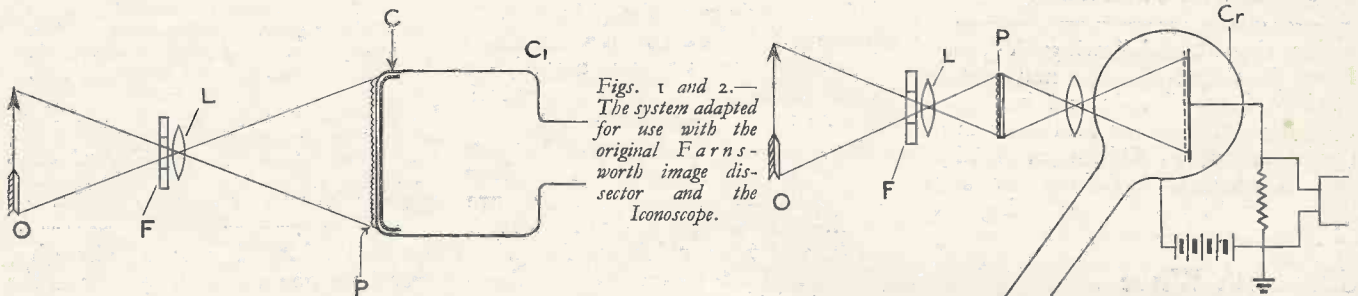 C
C1
L
F
O
P
Figs. 1 and 2.—
The system adapted
for use with the
original Farns-
worth image dis-
sector and the
Iconoscope.
Cr
P
L
F
O